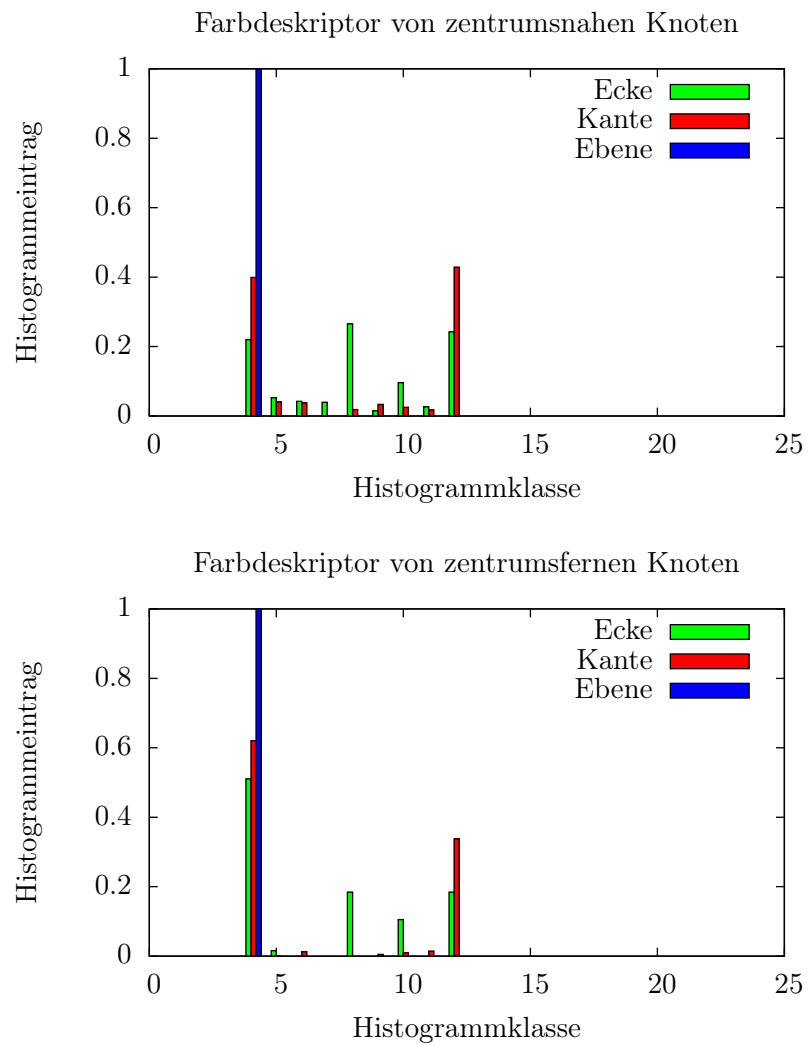 Farbdeskriptor von zentrumsnahen Knoten
1
0.8
0.6
0.4
0.2
0
Histogrammeintrag
Ecke
Kante
Ebene
0 5 10 15 20 25
Histogrammklasse
Farbdeskriptor von zentrumsfernen Knoten
1
0.8
0.6
0.4
0.2
0
Histogrammeintrag
Ecke
Kante
Ebene
0 5 10 15 20 25
Histogrammklasse